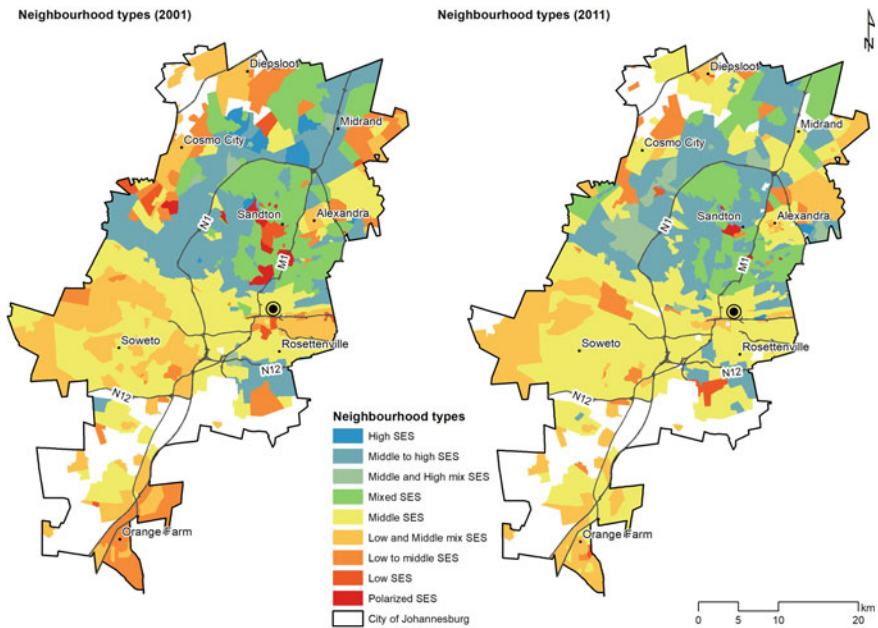 Neighbourhood types (2001)
Diepsloot
Midrand
Cosmo City
Sandton
Alexandra
N1
M1
Soweto
Rosettenville
N12
N12
Orange Farm
Neighbourhood types (2011)
N
Diepsloot
Midrand
Cosmo City
Sandton
Alexandra
N1
M1
Soweto
Rosettenville
N12
N12
Orange Farm
Neighbourhood types
High SES
Middle to high SES
Middle and High mix SES
Mixed SES
Middle SES
Low and Middle mix SES
Low to middle SES
Low SES
Polarized SES
City of Johannesburg
km
0 5 10 20